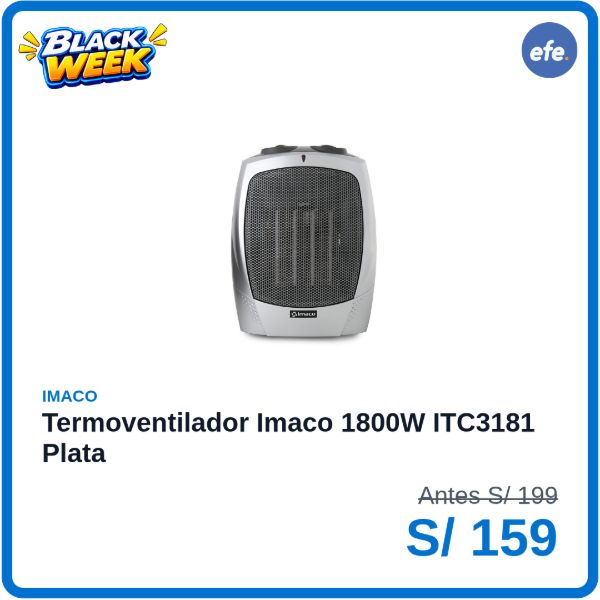 BLACK
WEEK
efe.
imaco
IMACO
Termoventilador Imaco 1800W ITC3181
Plata
Antes S/ 199
S/ 159